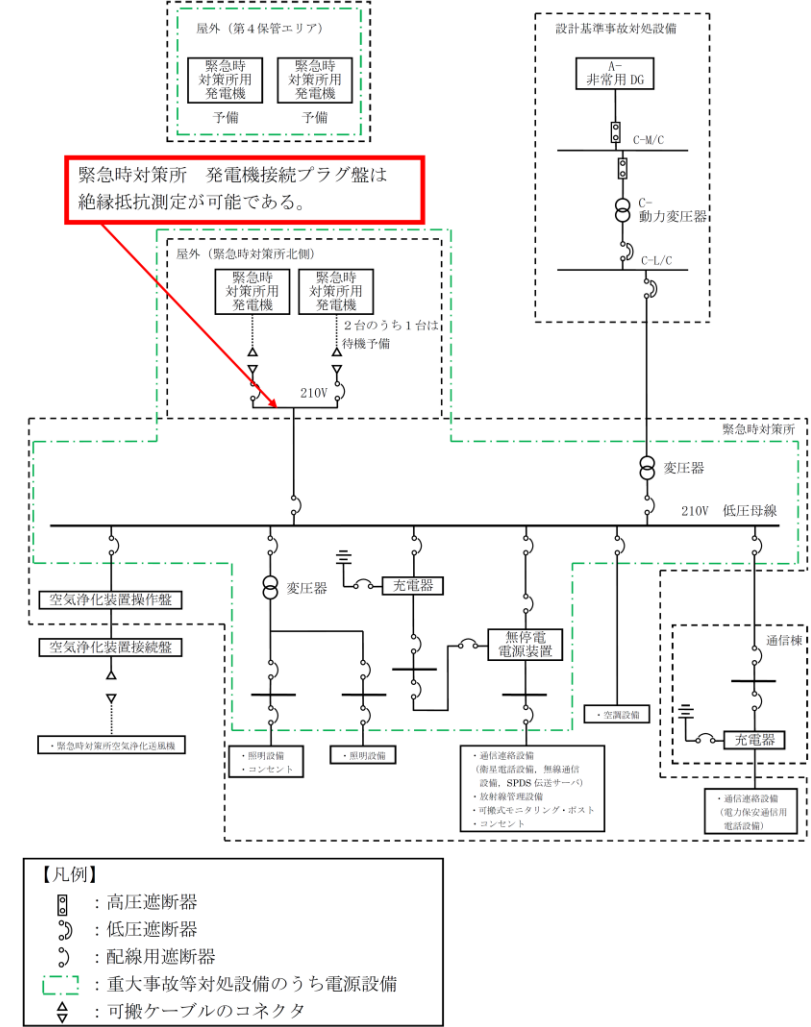 屋外（第４保管エリア）
緊急時
対策所用
発電機
緊急時
対策所用
発電機
予備
予備
設計基準事故対処設備
A-
非常用 DG
C-M/C
C-
動力変圧器
C-L/C
緊急時対策所　発電機接続プラグ盤は
絶縁抵抗測定が可能である。
屋外（緊急時対策所北側）
緊急時
対策所用
発電機
緊急時
対策所用
発電機
２台のうち１台は
待機予備
210V
緊急時対策所
変圧器
210V　低圧母線
空気浄化装置操作盤
空気浄化装置接続盤
・緊急時対策所空気浄化送風機
変圧器
充電器
無停電
電源装置
・照明設備
・コンセント
・照明設備
・通信連絡設備
（衛星電話設備，無線通信
設備，SPDS 伝送サーバ）
・放射線管理設備
・可搬式モニタリング・ポスト
・コンセント
・空調設備
通信棟
充電器
・通信連絡設備
（電力保安通信用
電話設備）
【凡例】
：高圧遮断器
：低圧遮断器
：配線用遮断器
：重大事故等対処設備のうち電源設備
：可搬ケーブルのコネクタ